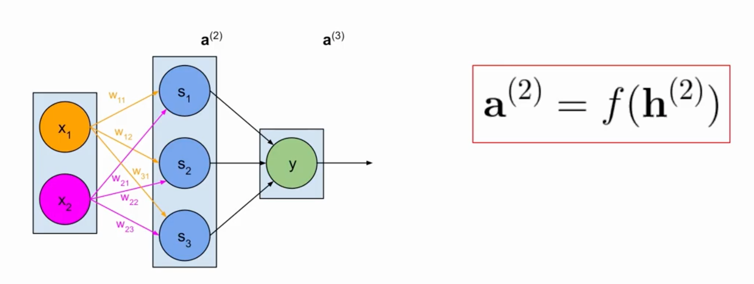 a⁽²⁾ a⁽³⁾
x₁
x₂
w₁₁
w₁₂
w₃₁
w₂₁
w₂₂
w₂₃
s₁
s₂
s₃
y
a⁽²⁾ = f(h⁽²⁾)